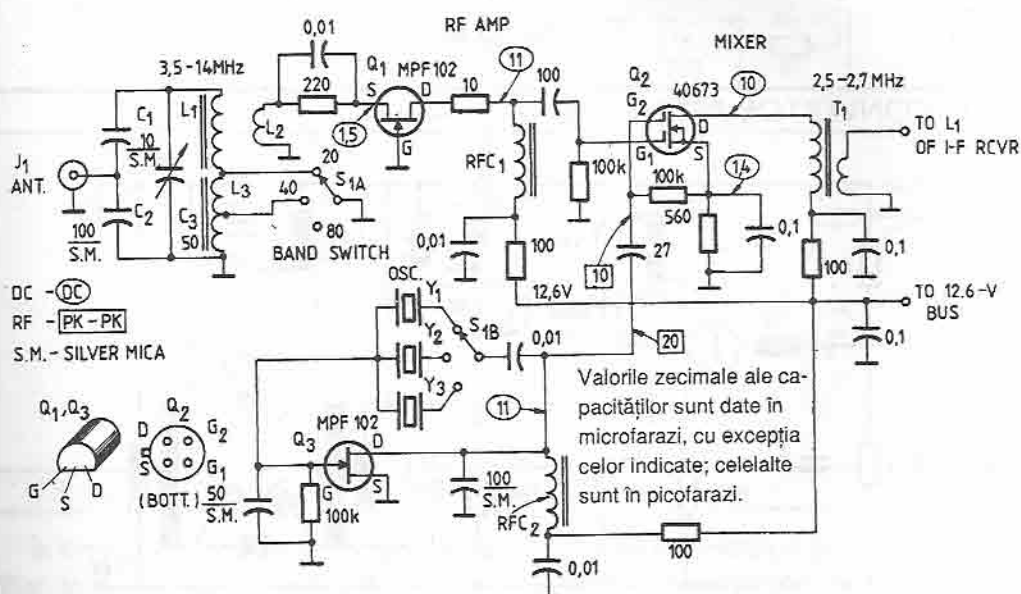 RF AMP
MIXER
3,5-14MHz
0,01
220
Q1
MPF102
S
D
G
1,5
10
11
100
Q2
40673
G2
G1
D
S
10
2,5-2,7MHz
T1
TO L1
OF I-F RCVR
J1
ANT.
C1
10
S.M.
C2
100
S.M.
C3
50
L1
L2
L3
20
40
80
S1A
BAND SWITCH
RFC1
100k
100k
1,4
560
0,1
0,1
100
10
27
0,01
100
12,6V
TO 12.6-V
BUS
0,1
DC - DC
RF - PK-PK
S.M. - SILVER MICA
OSC.
Y1
Y2
Y3
S1B
0,01
20
11
Valorile zecimale ale ca-
pacităților sunt date în
microfarazi, cu excepția
celor indicate; celelalte
sunt în picofarazi.
Q1,Q3
G
S
D
Q2
D
G2
S
G1
(BOTT.)
50
S.M.
MPF 102
Q3
D
G
S
100k
100
S.M.
RFC2
100
0,01